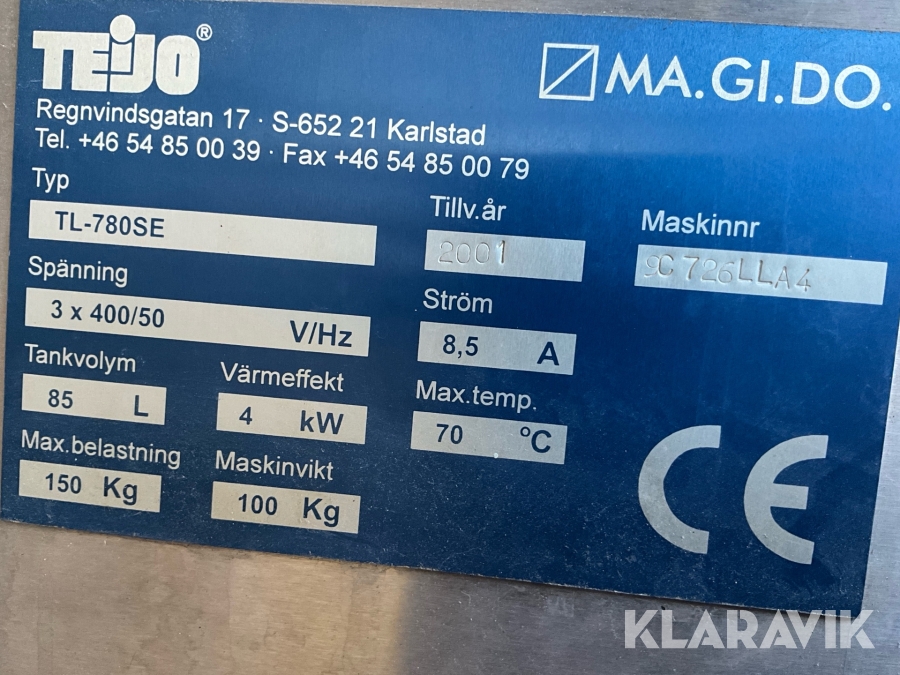 TEIJO®
MA.GI.DO.
Regnvindsgatan 17 · S-652 21 Karlstad
Tel. +46 54 85 00 39 · Fax +46 54 85 00 79
Typ
TL-780SE
Tillv.år
2001
Maskinnr
9C726LLA4
Spänning
3 x 400/50 V/Hz
Ström
8,5 A
Tankvolym
85 L
Värmeffekt
4 kW
Max.temp.
70 °C
Max.belastning
150 Kg
Maskinvikt
100 Kg
CE
KLARAVIK